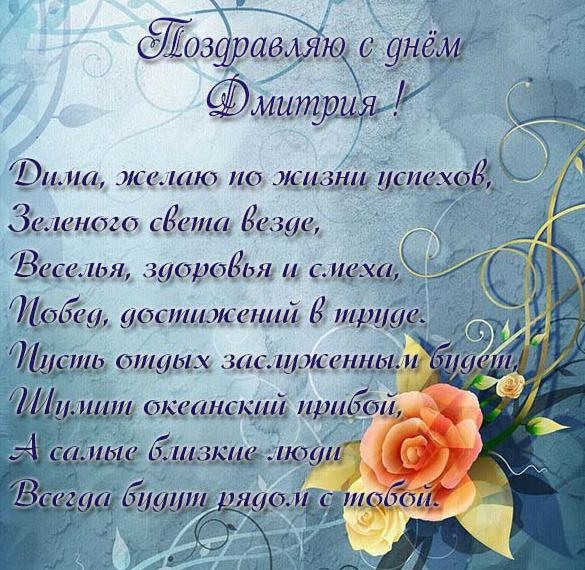 Поздравляю с днём
Дмитрия !
Дима, желаю по жизни успехов,
Зеленого света везде,
Веселья, здоровья и смеха,
Побед, достижений в труде.
Пусть отдых заслуженным будет,
Шумит океанский прибой,
А самые близкие люди
Всегда будут рядом с тобой.